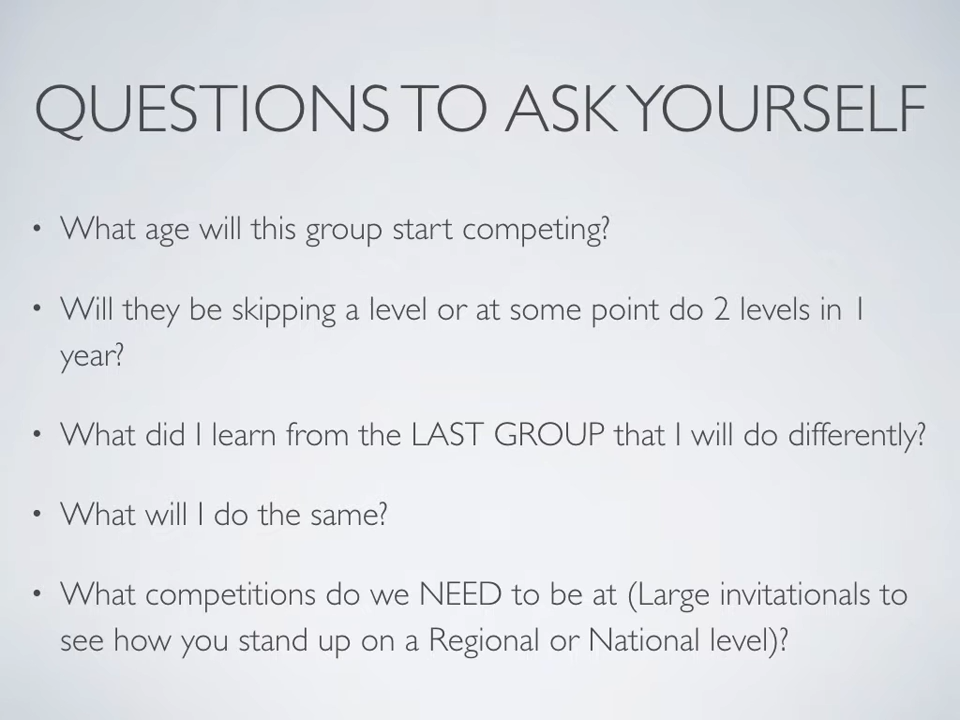 QUESTIONS TO ASK YOURSELF
• What age will this group start competing?
• Will they be skipping a level or at some point do 2 levels in 1
year?
• What did I learn from the LAST GROUP that I will do differently?
• What will I do the same?
• What competitions do we NEED to be at (Large invitationals to
see how you stand up on a Regional or National level)?